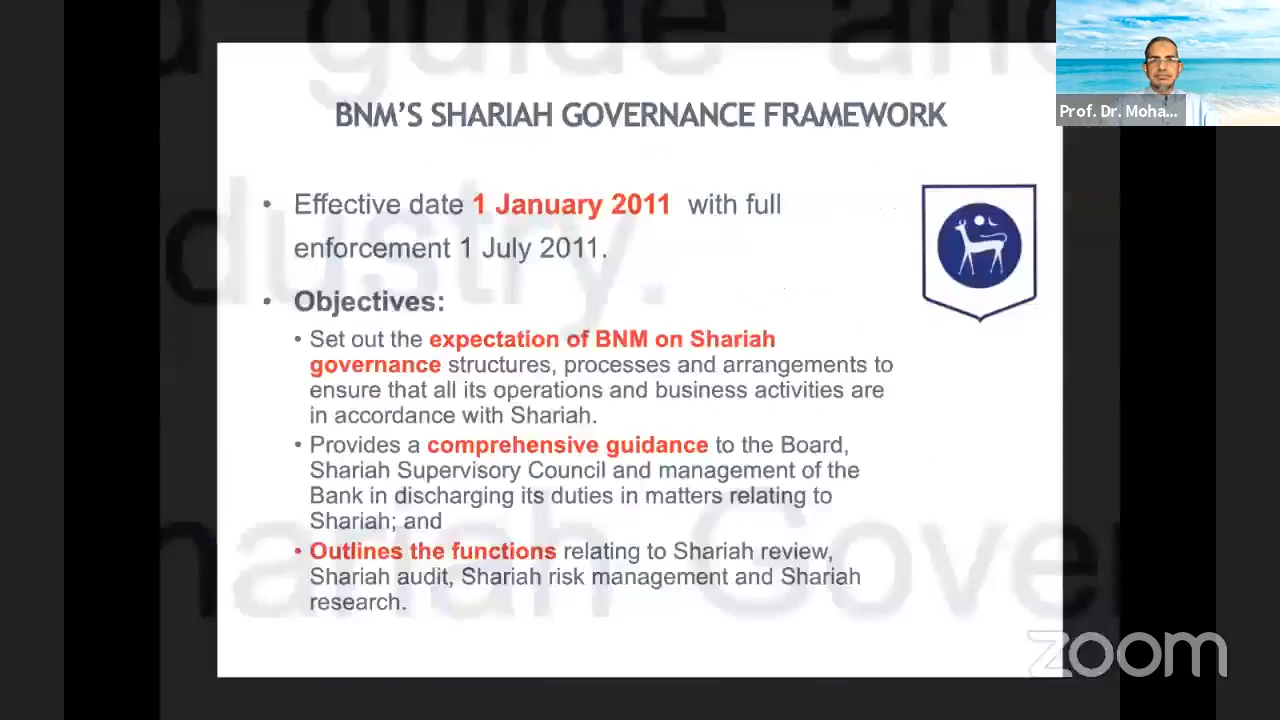 BNM'S SHARIAH GOVERNANCE FRAMEWORK
Prof. Dr. Moha...
• Effective date 1 January 2011 with full
enforcement 1 July 2011.
• Objectives:
• Set out the expectation of BNM on Shariah
governance structures, processes and arrangements to
ensure that all its operations and business activities are
in accordance with Shariah.
• Provides a comprehensive guidance to the Board,
Shariah Supervisory Council and management of the
Bank in discharging its duties in matters relating to
Shariah; and
• Outlines the functions relating to Shariah review,
Shariah audit, Shariah risk management and Shariah
research.
zoom